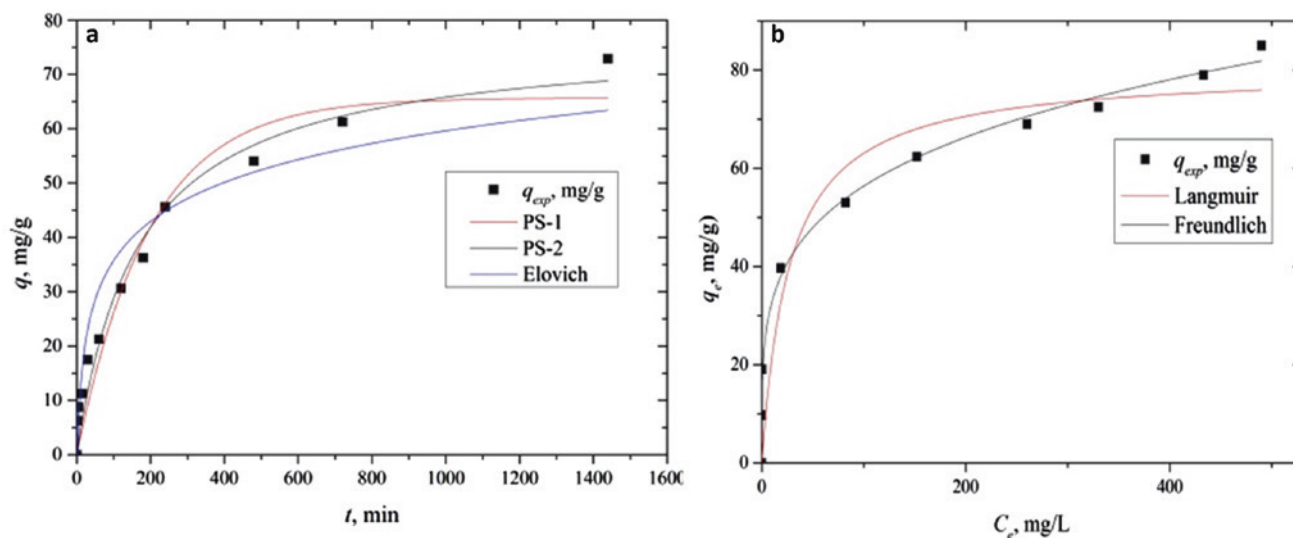 a
80
70
60
50
40
30
20
10
0
q, mg/g
0 200 400 600 800 1000 1200 1400 1600
t, min
q_exp, mg/g
PS-1
PS-2
Elovich
b
80
60
40
20
0
q_e, mg/g)
0 200 400
C_e, mg/L
q_exp, mg/g
Langmuir
Freundlich